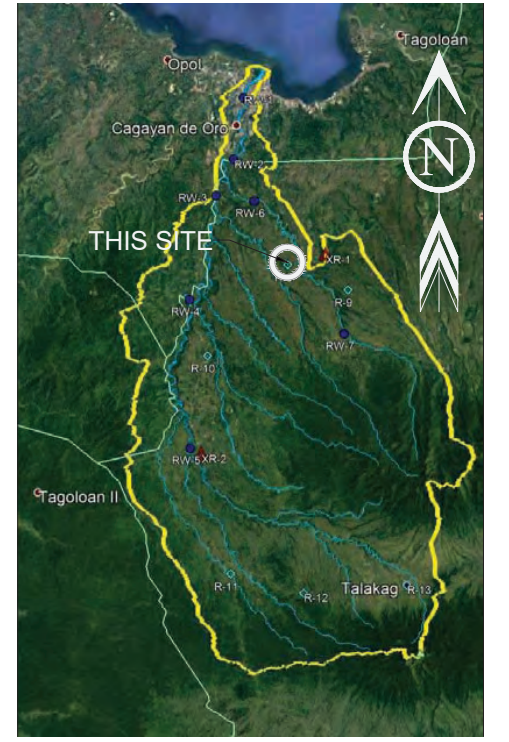 Tagoloan
Opol
Cagayan de Oro
RW-2
RW-3
RW-6
N
THIS SITE
XR-1
R-9
RW-4
RW-7
R-10
RW-5
XR-2
Tagoloan II
R-11
R-12
Talakag
R-13